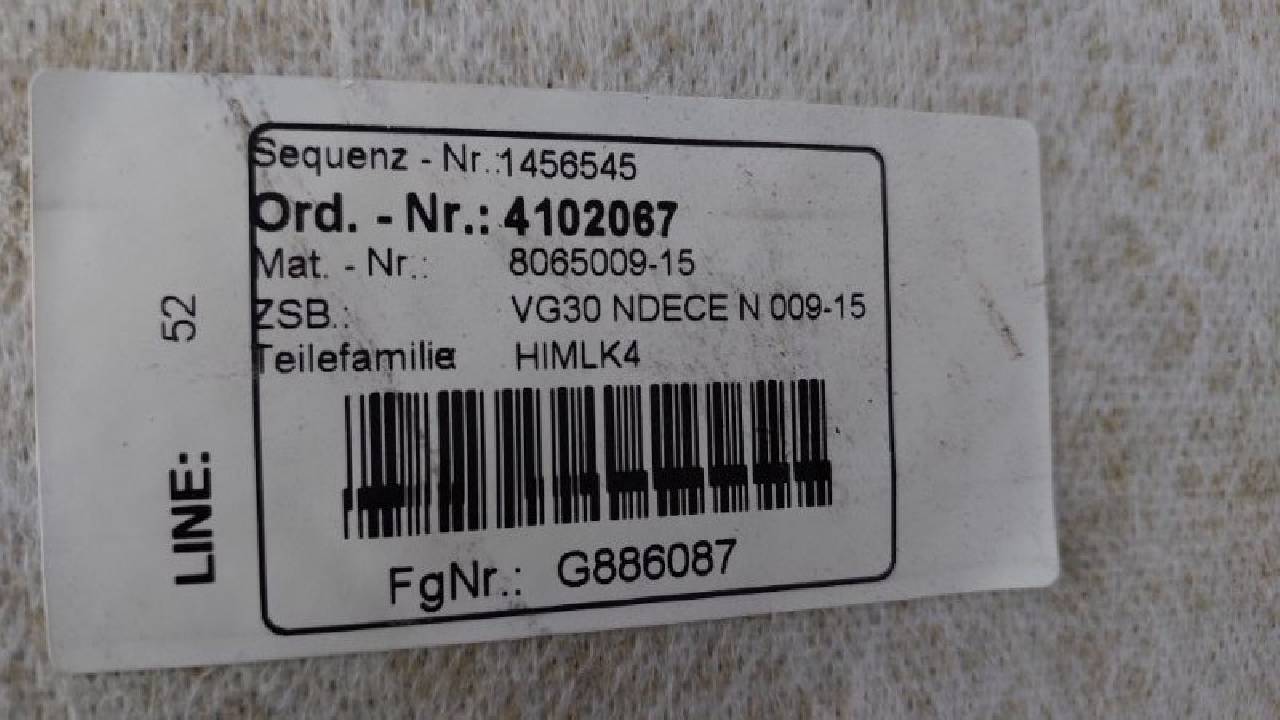 Sequenz - Nr.:1456545
Ord. - Nr.: 4102067
Mat. - Nr.: 8065009-15
ZSB.: VG30 NDECE N 009-15
Teilefamilie HIMLK4
FgNr.: G886087
LINE: 52